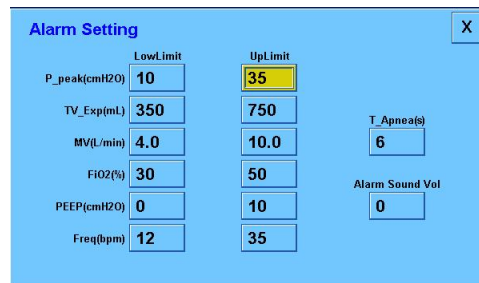 Alarm Setting X
LowLimit UpLimit
P_peak(cmH2O) 10 35
TV_Exp(mL) 350 750
T_Apnea(s)
MV(L/min) 4.0 10.0 6
FiO2(%) 30 50
Alarm Sound Vol
PEEP(cmH2O) 0 10 0
Freq(bpm) 12 35